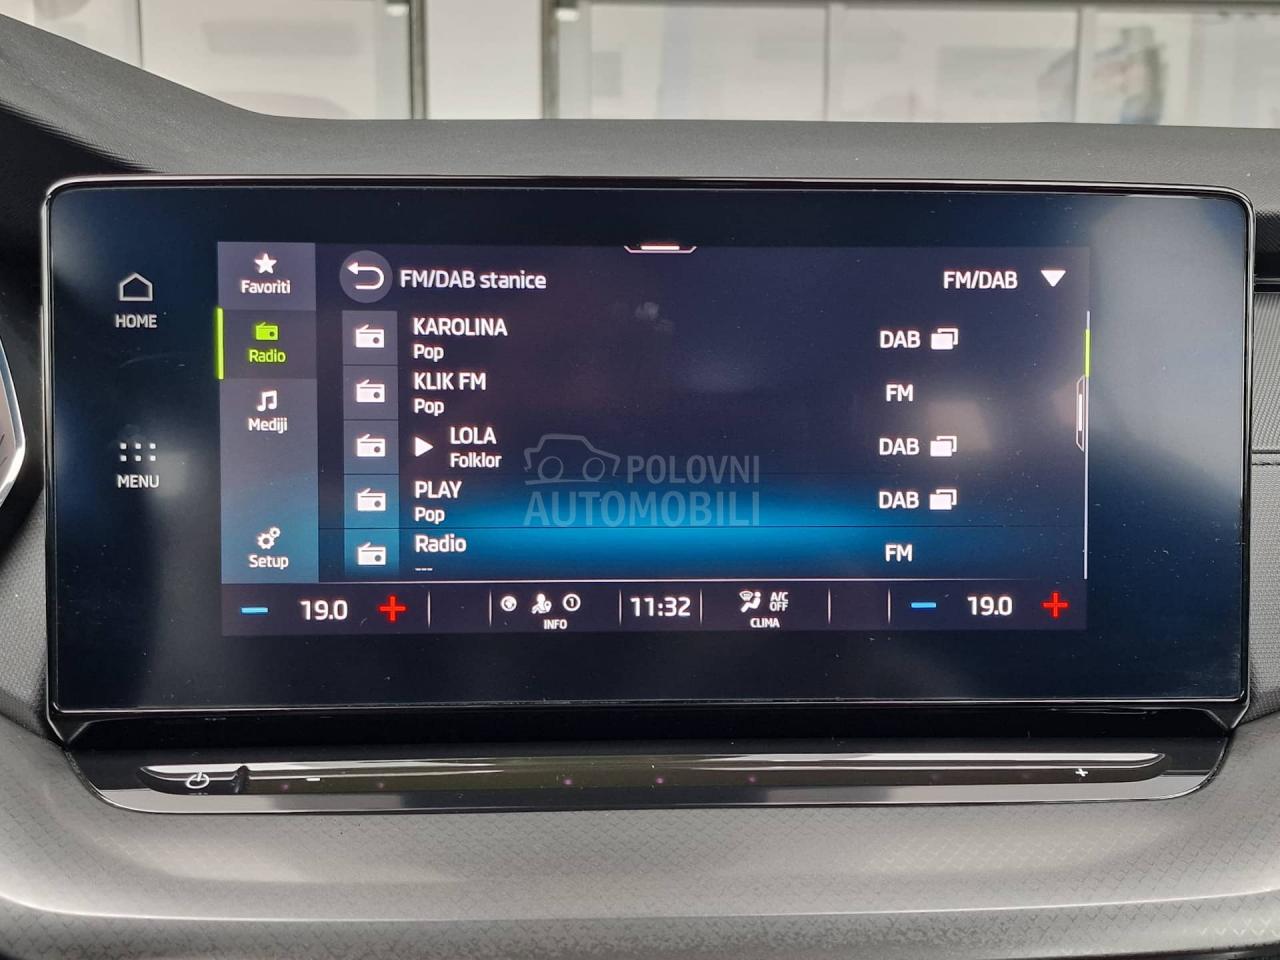 HOME
MENU
Favoriti
Radio
Mediji
Setup
FM/DAB stanice
FM/DAB
KAROLINA
Pop
DAB
KLIK FM
Pop
FM
LOLA
Folklor
DAB
PLAY
Pop
DAB
Radio
---
FM
POLOVNI
AUTOMOBILI
19.0
1
INFO
11:32
A/C
OFF
CLIMA
19.0